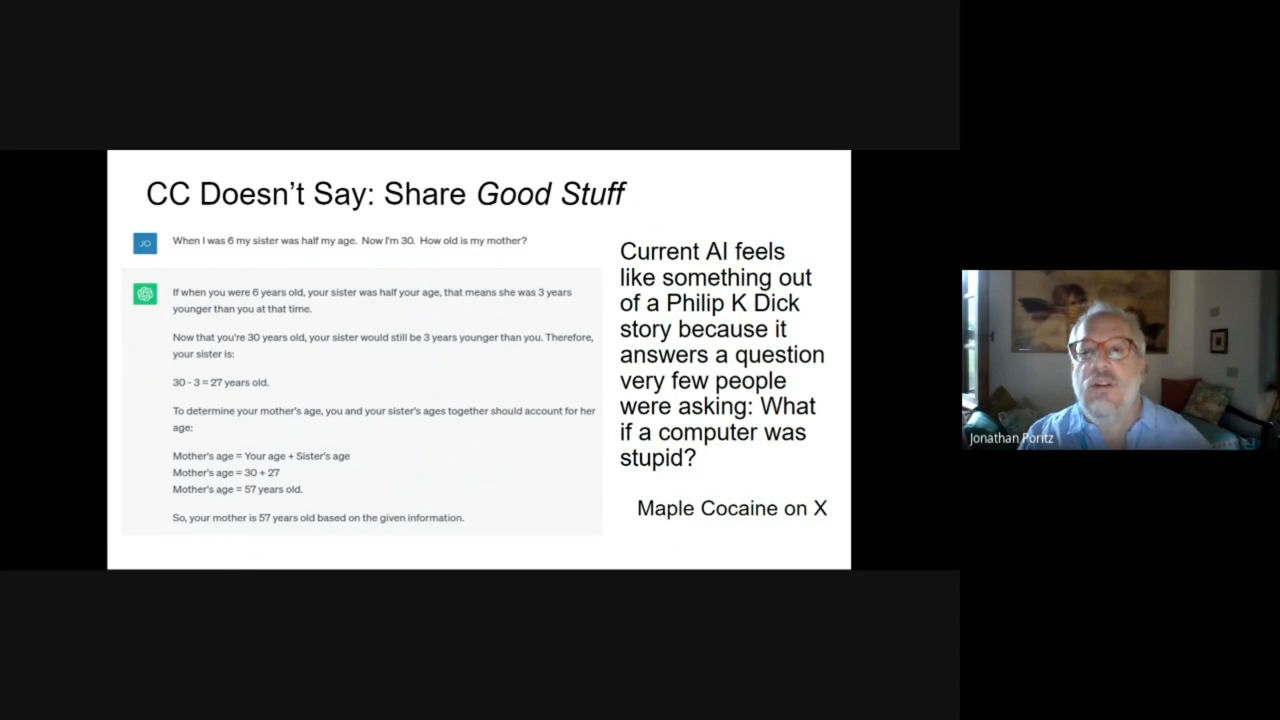 CC Doesn't Say: Share Good Stuff
JO
When I was 6 my sister was half my age. Now I'm 30. How old is my mother?
If when you were 6 years old, your sister was half your age, that means she was 3 years
younger than you at that time.
Now that you're 30 years old, your sister would still be 3 years younger than you. Therefore,
your sister is:
30 - 3 = 27 years old.
To determine your mother's age, you and your sister's ages together should account for her
age:
Mother's age = Your age + Sister's age
Mother's age = 30 + 27
Mother's age = 57 years old.
So, your mother is 57 years old based on the given information.
Current AI feels
like something out
of a Philip K Dick
story because it
answers a question
very few people
were asking: What
if a computer was
stupid?
Maple Cocaine on X
Jonathan Poritz